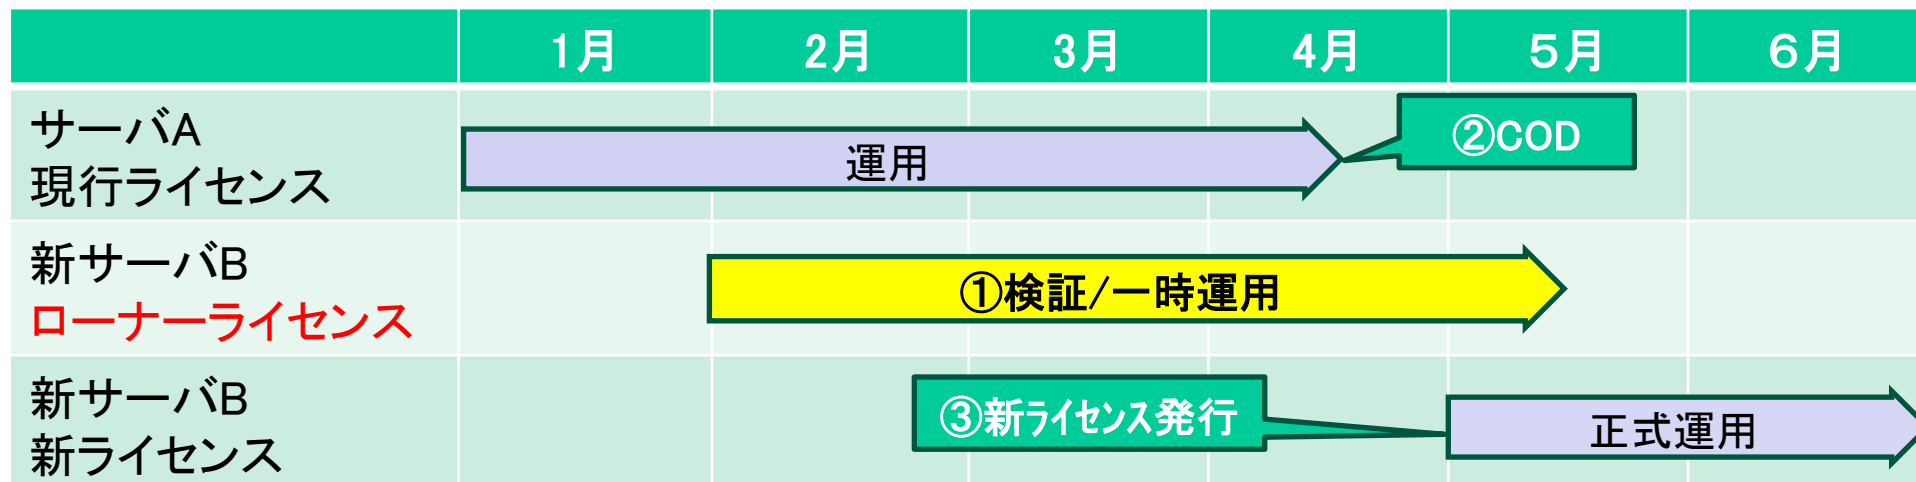 1月 2月 3月 4月 5月 6月
サーバA
現行ライセンス
運用
②COD
新サーバB
ローナーライセンス
①検証/一時運用
新サーバB
新ライセンス
③新ライセンス発行
正式運用